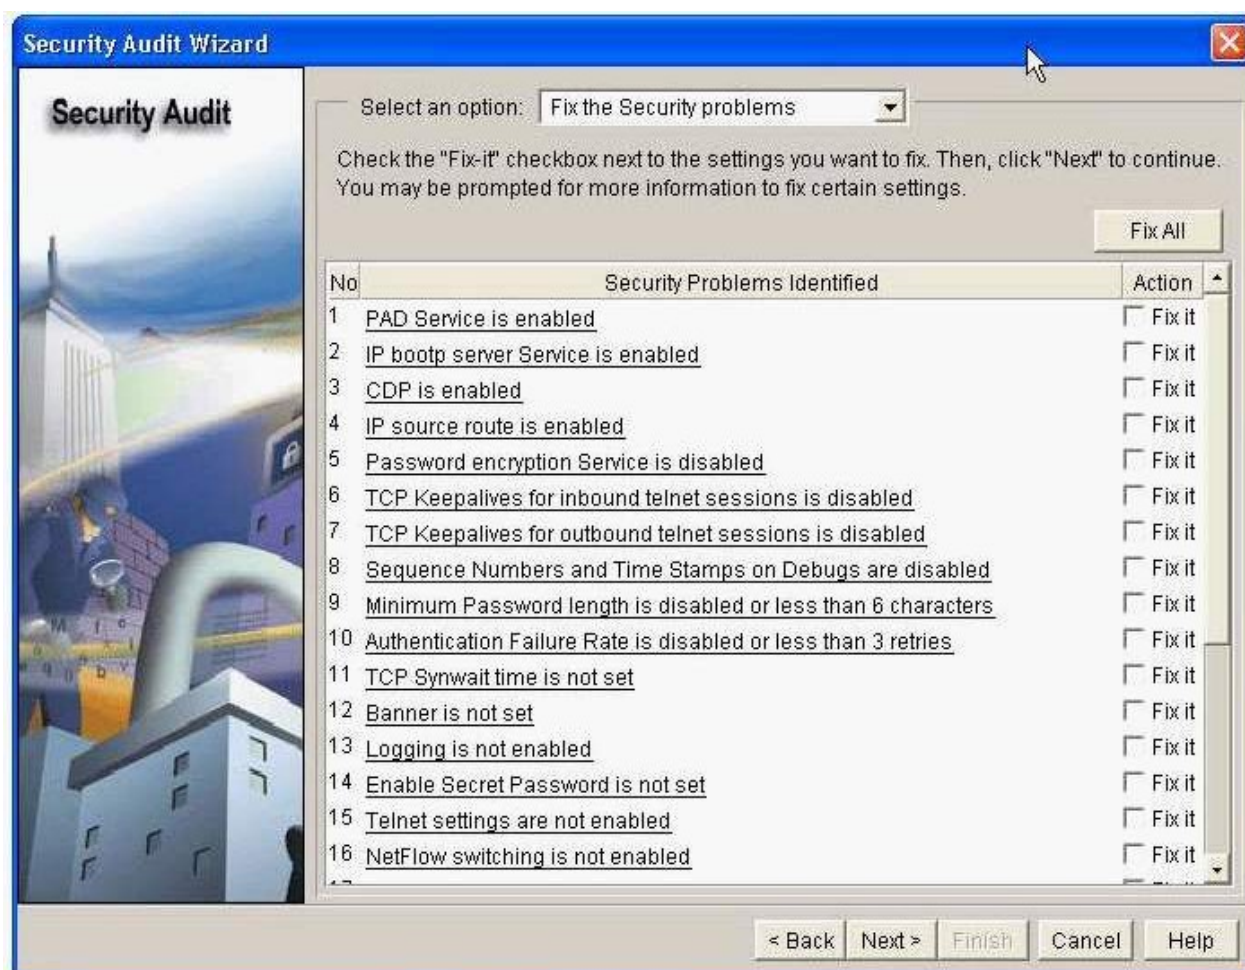 Security Audit Wizard
Security Audit
Select an option: Fix the Security problems
Check the "Fix-it" checkbox next to the settings you want to fix. Then, click "Next" to continue.
You may be prompted for more information to fix certain settings.
Fix All
No Security Problems Identified Action
1 PAD Service is enabled Fix it
2 IP bootp server Service is enabled Fix it
3 CDP is enabled Fix it
4 IP source route is enabled Fix it
5 Password encryption Service is disabled Fix it
6 TCP Keepalives for inbound telnet sessions is disabled Fix it
7 TCP Keepalives for outbound telnet sessions is disabled Fix it
8 Sequence Numbers and Time Stamps on Debugs are disabled Fix it
9 Minimum Password length is disabled or less than 6 characters Fix it
10 Authentication Failure Rate is disabled or less than 3 retries Fix it
11 TCP Synwait time is not set Fix it
12 Banner is not set Fix it
13 Logging is not enabled Fix it
14 Enable Secret Password is not set Fix it
15 Telnet settings are not enabled Fix it
16 NetFlow switching is not enabled Fix it
< Back Next > Finish Cancel Help